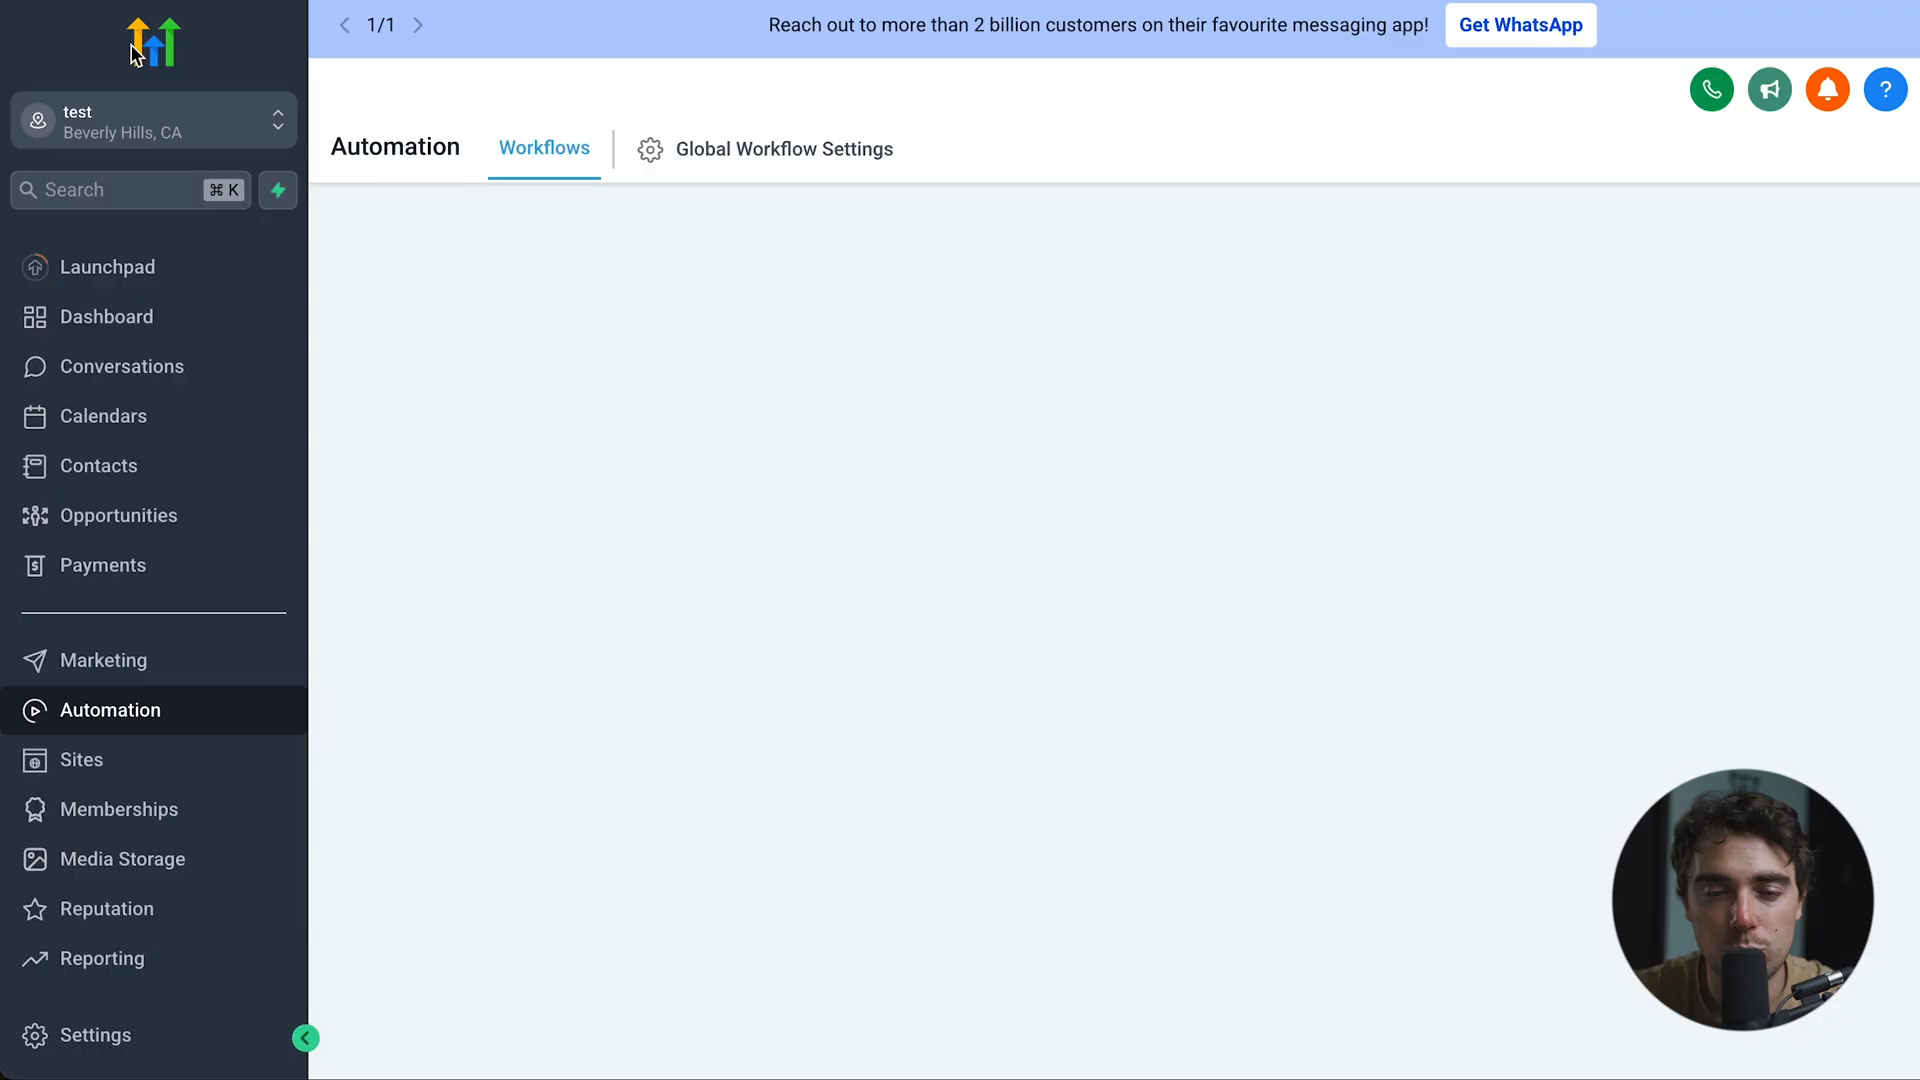 1/1
Reach out to more than 2 billion customers on their favourite messaging app!
Get WhatsApp
test
Beverly Hills, CA
Search
⌘ K
Automation
Workflows
Global Workflow Settings
?
Launchpad
Dashboard
Conversations
Calendars
Contacts
Opportunities
Payments
Marketing
Automation
Sites
Memberships
Media Storage
Reputation
Reporting
Settings